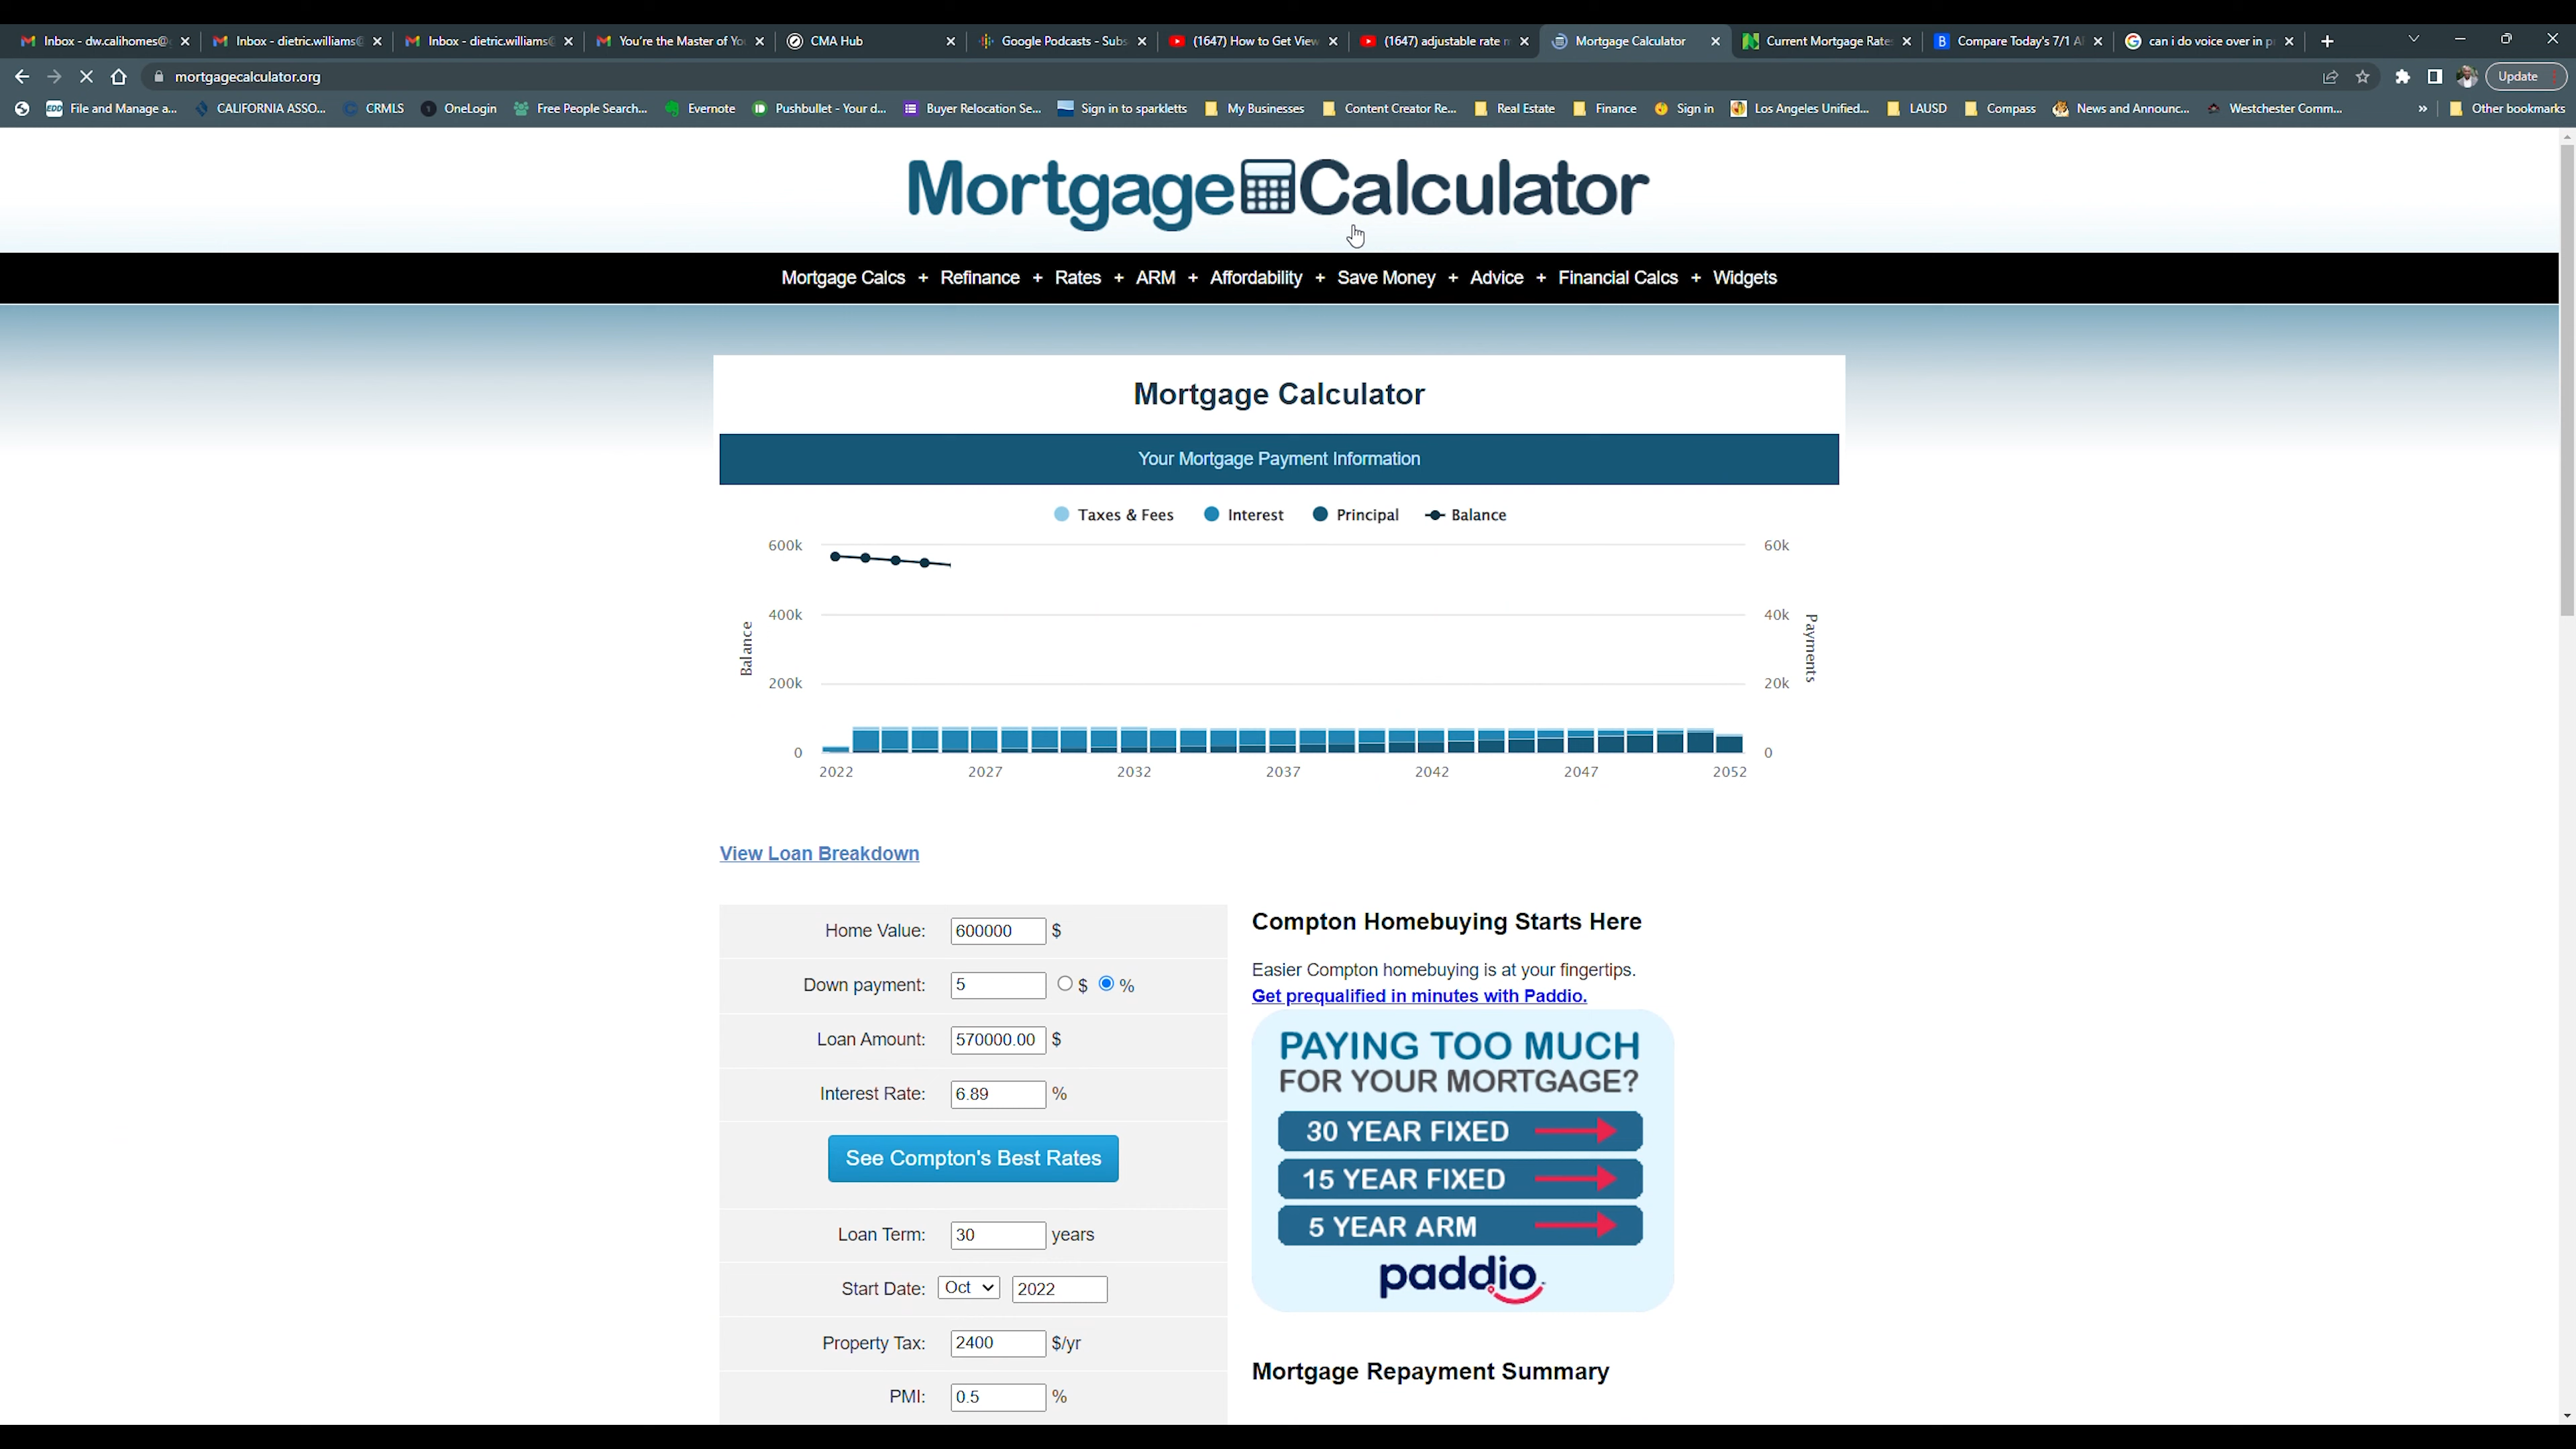 Inbox - dw.calihomes@
Inbox - dietric.williams@
Inbox - dietric.williams@
You're the Master of Yo
CMA Hub
Google Podcasts - Subs
(1647) How to Get View
(1647) adjustable rate m
Mortgage Calculator
Current Mortgage Rates
Compare Today's 7/1 A
can i do voice over in p
mortgagecalculator.org
Update
EDD File and Manage a...
CALIFORNIA ASSO...
CRMLS
OneLogin
Free People Search...
Evernote
Pushbullet - Your d...
Buyer Relocation Se...
Sign in to sparkletts
My Businesses
Content Creator Re...
Real Estate
Finance
Sign in
Los Angeles Unified...
LAUSD
Compass
News and Announc...
Westchester Comm...
»
Other bookmarks
Mortgage Calculator
Mortgage Calcs + Refinance + Rates + ARM + Affordability + Save Money + Advice + Financial Calcs + Widgets
Mortgage Calculator
Your Mortgage Payment Information
Taxes & Fees Interest Principal Balance
600k 60k
400k 40k
Balance
Payments
200k 20k
0 0
2022 2027 2032 2037 2042 2047 2052
View Loan Breakdown
Home Value: 600000 $
Down payment: 5 $ %
Loan Amount: 570000.00 $
Interest Rate: 6.89 %
See Compton's Best Rates
Loan Term: 30 years
Start Date: Oct 2022
Property Tax: 2400 $/yr
PMI: 0.5 %
Compton Homebuying Starts Here
Easier Compton homebuying is at your fingertips.
Get prequalified in minutes with Paddio.
PAYING TOO MUCH
FOR YOUR MORTGAGE?
30 YEAR FIXED
15 YEAR FIXED
5 YEAR ARM
paddio
Mortgage Repayment Summary